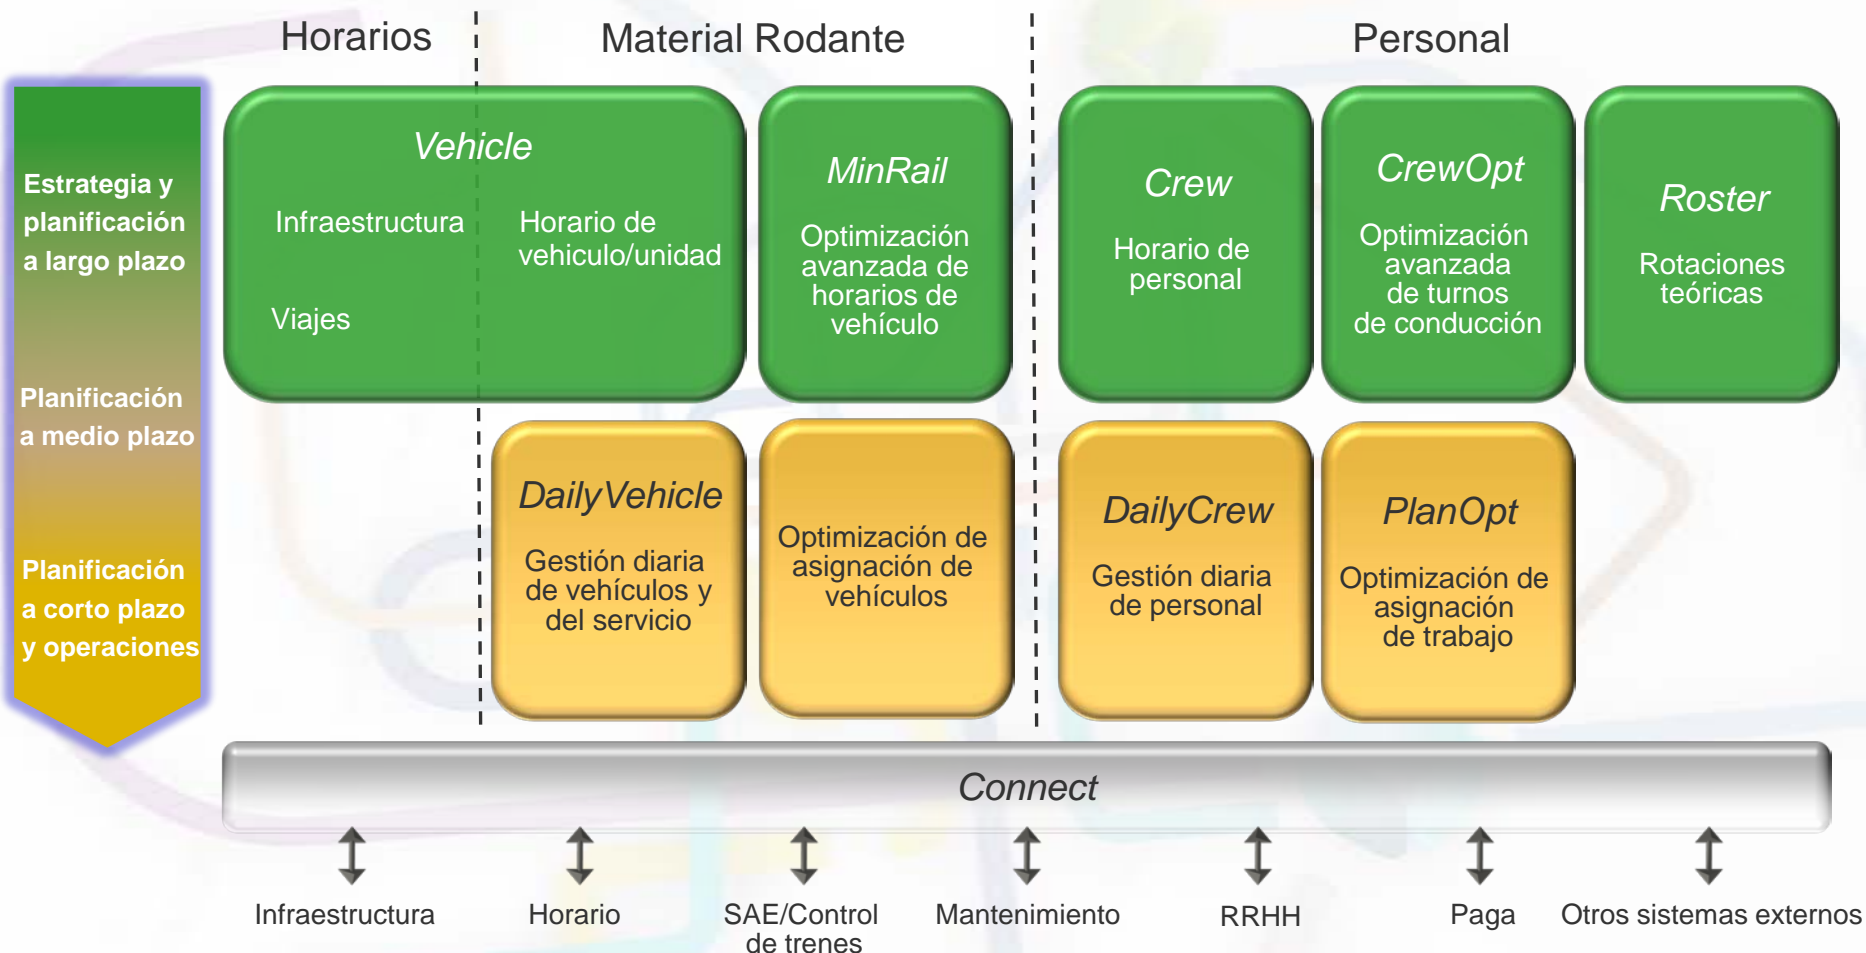 Horarios
Material Rodante
Personal
Estrategia y
planificación
a largo plazo
Planificación
a medio plazo
Planificación
a corto plazo
y operaciones
Vehicle
Infraestructura
Viajes
Horario de
vehiculo/unidad
MinRail
Optimización
avanzada de
horarios de
vehículo
Crew
Horario de
personal
CrewOpt
Optimización
avanzada
de turnos
de conducción
Roster
Rotaciones
teóricas
DailyVehicle
Gestión diaria
de vehículos y
del servicio
Optimización de
asignación de
vehículos
DailyCrew
Gestión diaria
de personal
PlanOpt
Optimización de
asignación
de trabajo
Connect
Infraestructura
Horario
SAE/Control
de trenes
Mantenimiento
RRHH
Paga
Otros sistemas externos